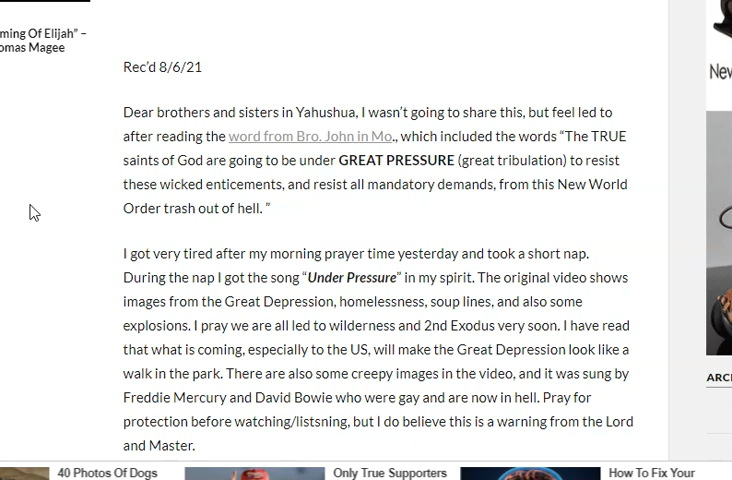 ming Of Elijah" –
omas Magee
Rec'd 8/6/21
Dear brothers and sisters in Yahushua, I wasn't going to share this, but feel led to
after reading the word from Bro. John in Mo., which included the words "The TRUE
saints of God are going to be under GREAT PRESSURE (great tribulation) to resist
these wicked enticements, and resist all mandatory demands, from this New World
Order trash out of hell. "
I got very tired after my morning prayer time yesterday and took a short nap.
During the nap I got the song "Under Pressure" in my spirit. The original video shows
images from the Great Depression, homelessness, soup lines, and also some
explosions. I pray we are all led to wilderness and 2nd Exodus very soon. I have read
that what is coming, especially to the US, will make the Great Depression look like a
walk in the park. There are also some creepy images in the video, and it was sung by
Freddie Mercury and David Bowie who were gay and are now in hell. Pray for
protection before watching/listsning, but I do believe this is a warning from the Lord
and Master.
New
ARC
40 Photos Of Dogs
Only True Supporters
How To Fix Your